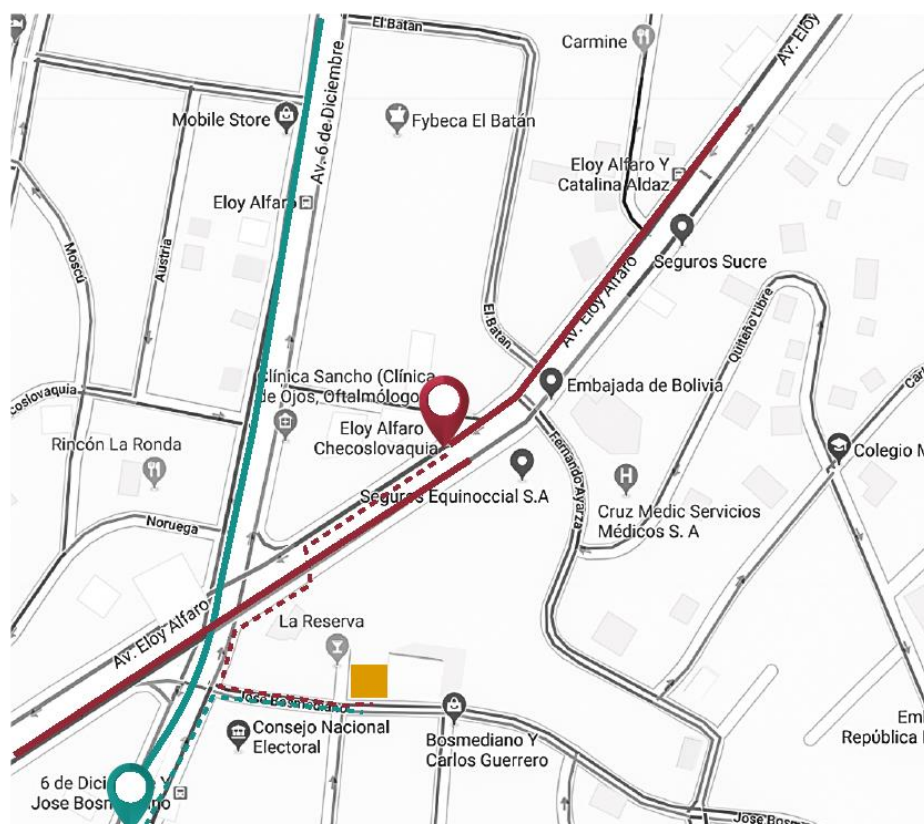 El Batán
Av. Eloy
Carmine
Av. 6 de Diciembre
Mobile Store
Fybeca El Batán
Eloy Alfaro Y
Catalina Aldaz
Eloy Alfaro
Austria
Moscú
Seguros Sucre
Av. Eloy Alfaro
Quiteño Libre
El Batán
Clínica Sancho (Clínica
de Ojos, Oftalmólogo
Embajada de Bolivia
coslovaquia
Eloy Alfaro
Checoslovaquia
Rincón La Ronda
Fernando Ayarza
Colegio M
Seguros Equinoccial S.A
Cruz Medic Servicios
Médicos S. A
Noruega
Av. Eloy Alfaro
La Reserva
Jose Bosmediano
Consejo Nacional
Electoral
Bosmediano Y
Carlos Guerrero
Em
República
6 de
Jose
Jose Bosmediano